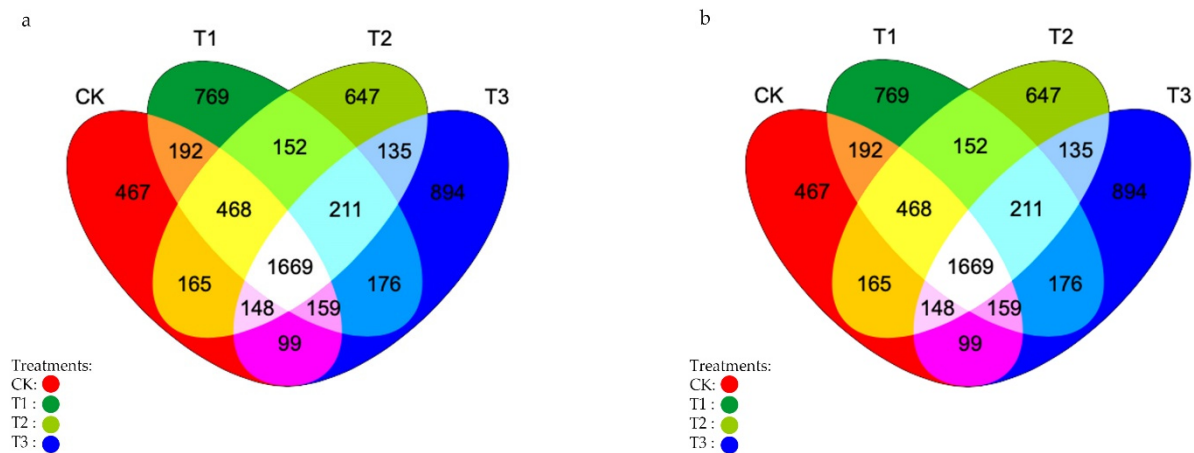 a
T1
T2
CK
T3
769
647
192
152
135
467
468
211
894
1669
165
176
148
159
99
Treatments:
CK:
T1 :
T2 :
T3 :
b
T1
T2
CK
T3
769
647
192
152
135
467
468
211
894
1669
165
176
148
159
99
Treatments:
CK:
T1 :
T2 :
T3 :